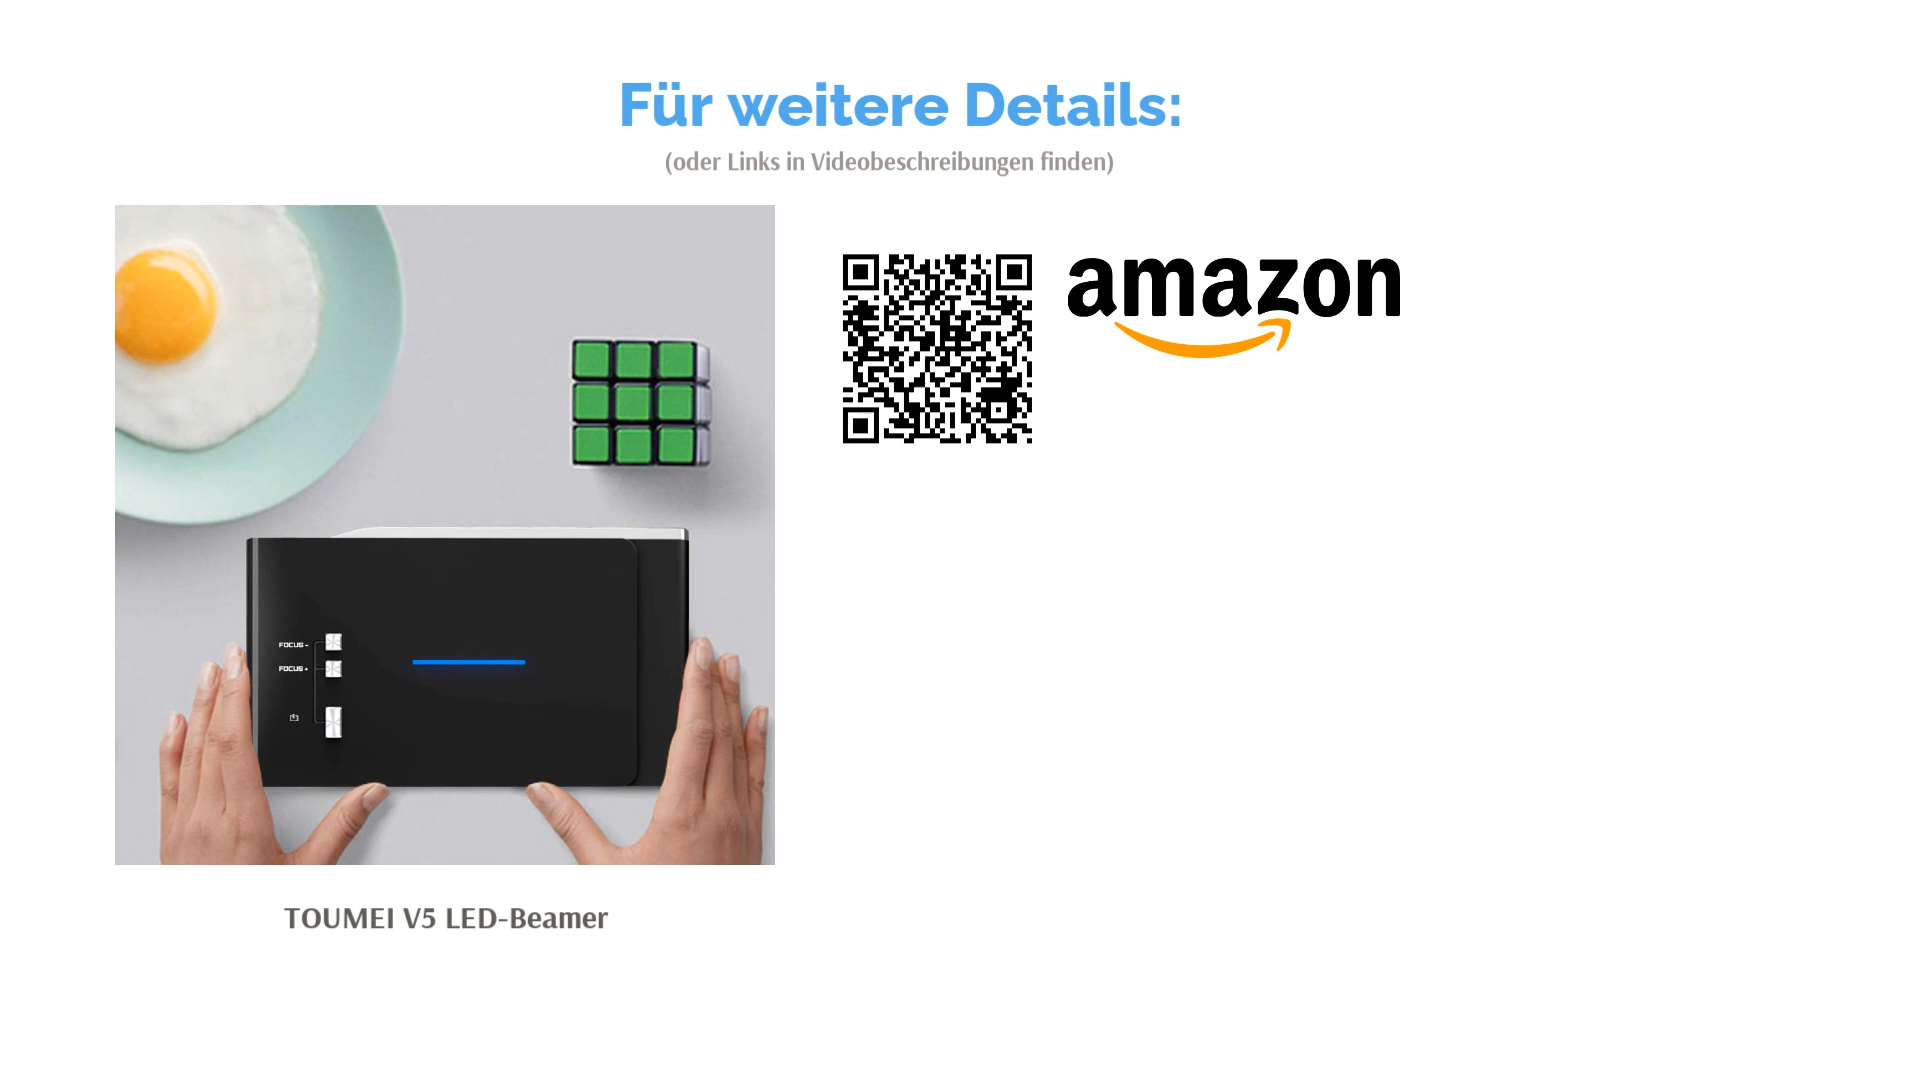 Für weitere Details:
(oder Links in Videobeschreibungen finden)
amazon
FOCUS -
FOCUS +
TOUMEI V5 LED-Beamer